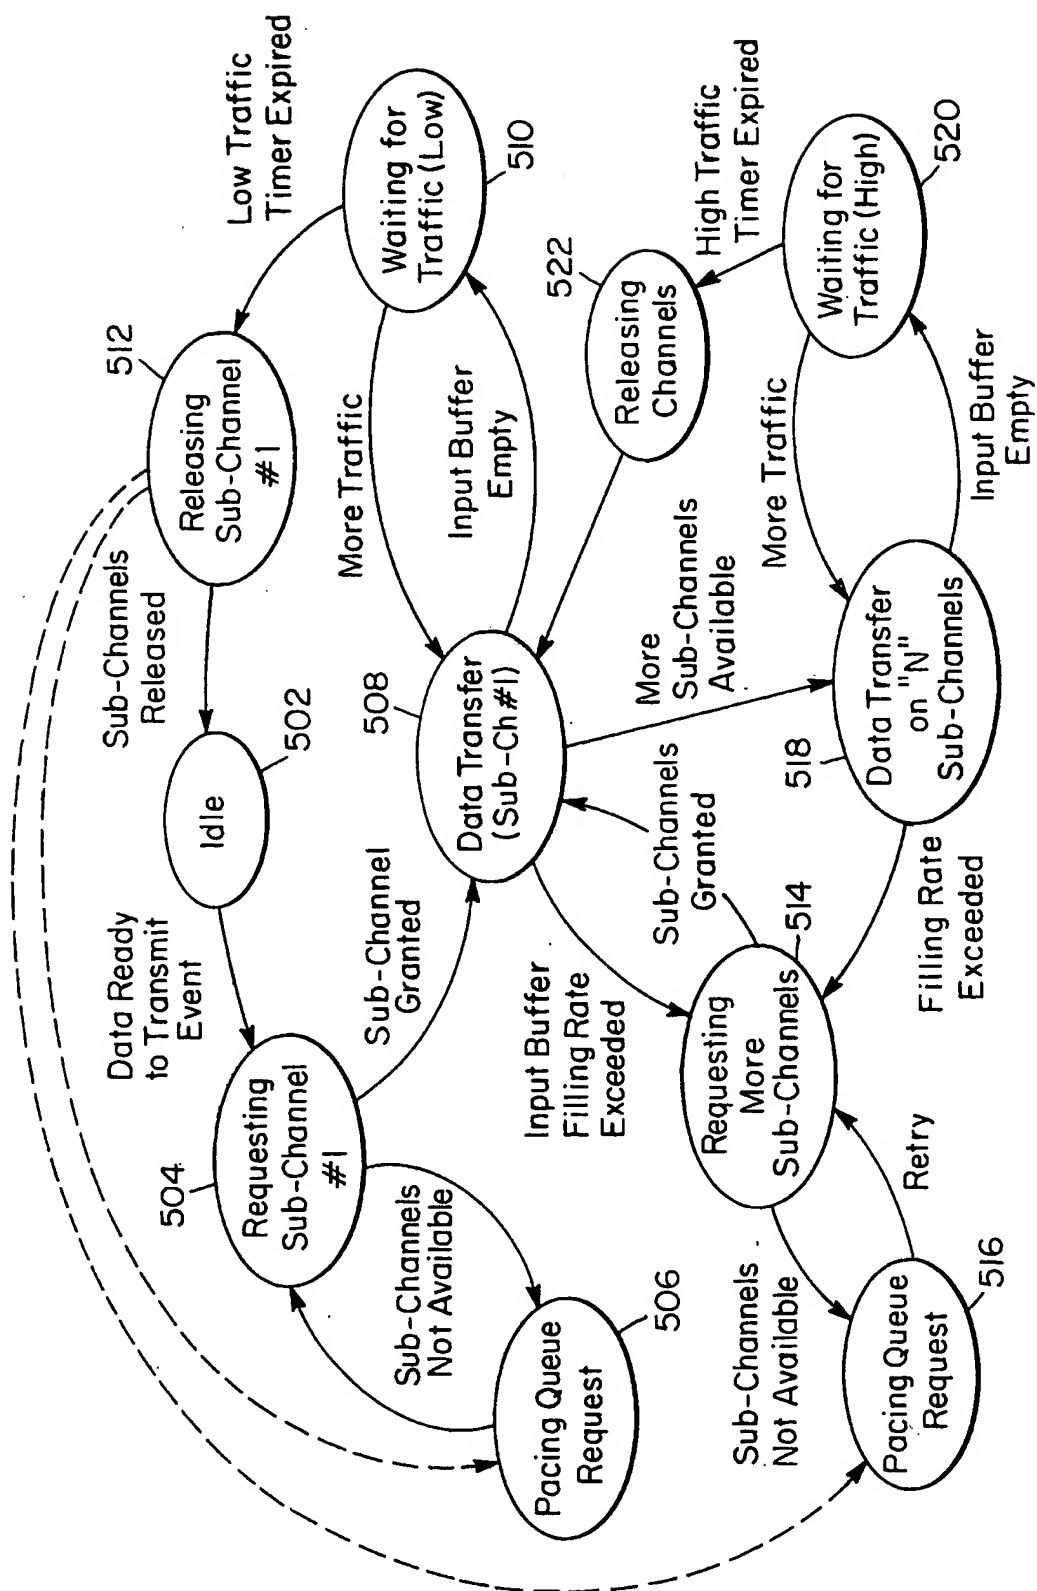 Data Ready
to Transmit
Event
Sub-Channels
Released
Low Traffic
Timer Expired
504
Requesting
Sub-Channel
#1
Idle
502
Releasing
Sub-Channel
#1
512
Sub-Channel
Granted
508
Data Transfer
(Sub-Ch#1)
More Traffic
Input Buffer
Empty
Waiting for
Traffic (Low)
510
Sub-Channels
Not Available
Pacing Queue
Request
506
Input Buffer
Filling Rate
Exceeded
Sub-Channels
Granted
More
Sub-Channels
Available
Releasing
Channels
522
High Traffic
Timer Expired
Requesting
More
Sub-Channels
514
Sub-Channels
Not Available
Retry
Pacing Queue
Request
516
Filling Rate
Exceeded
518
Data Transfer
on "N"
Sub-Channels
More Traffic
Input Buffer
Empty
Waiting for
Traffic (High)
520